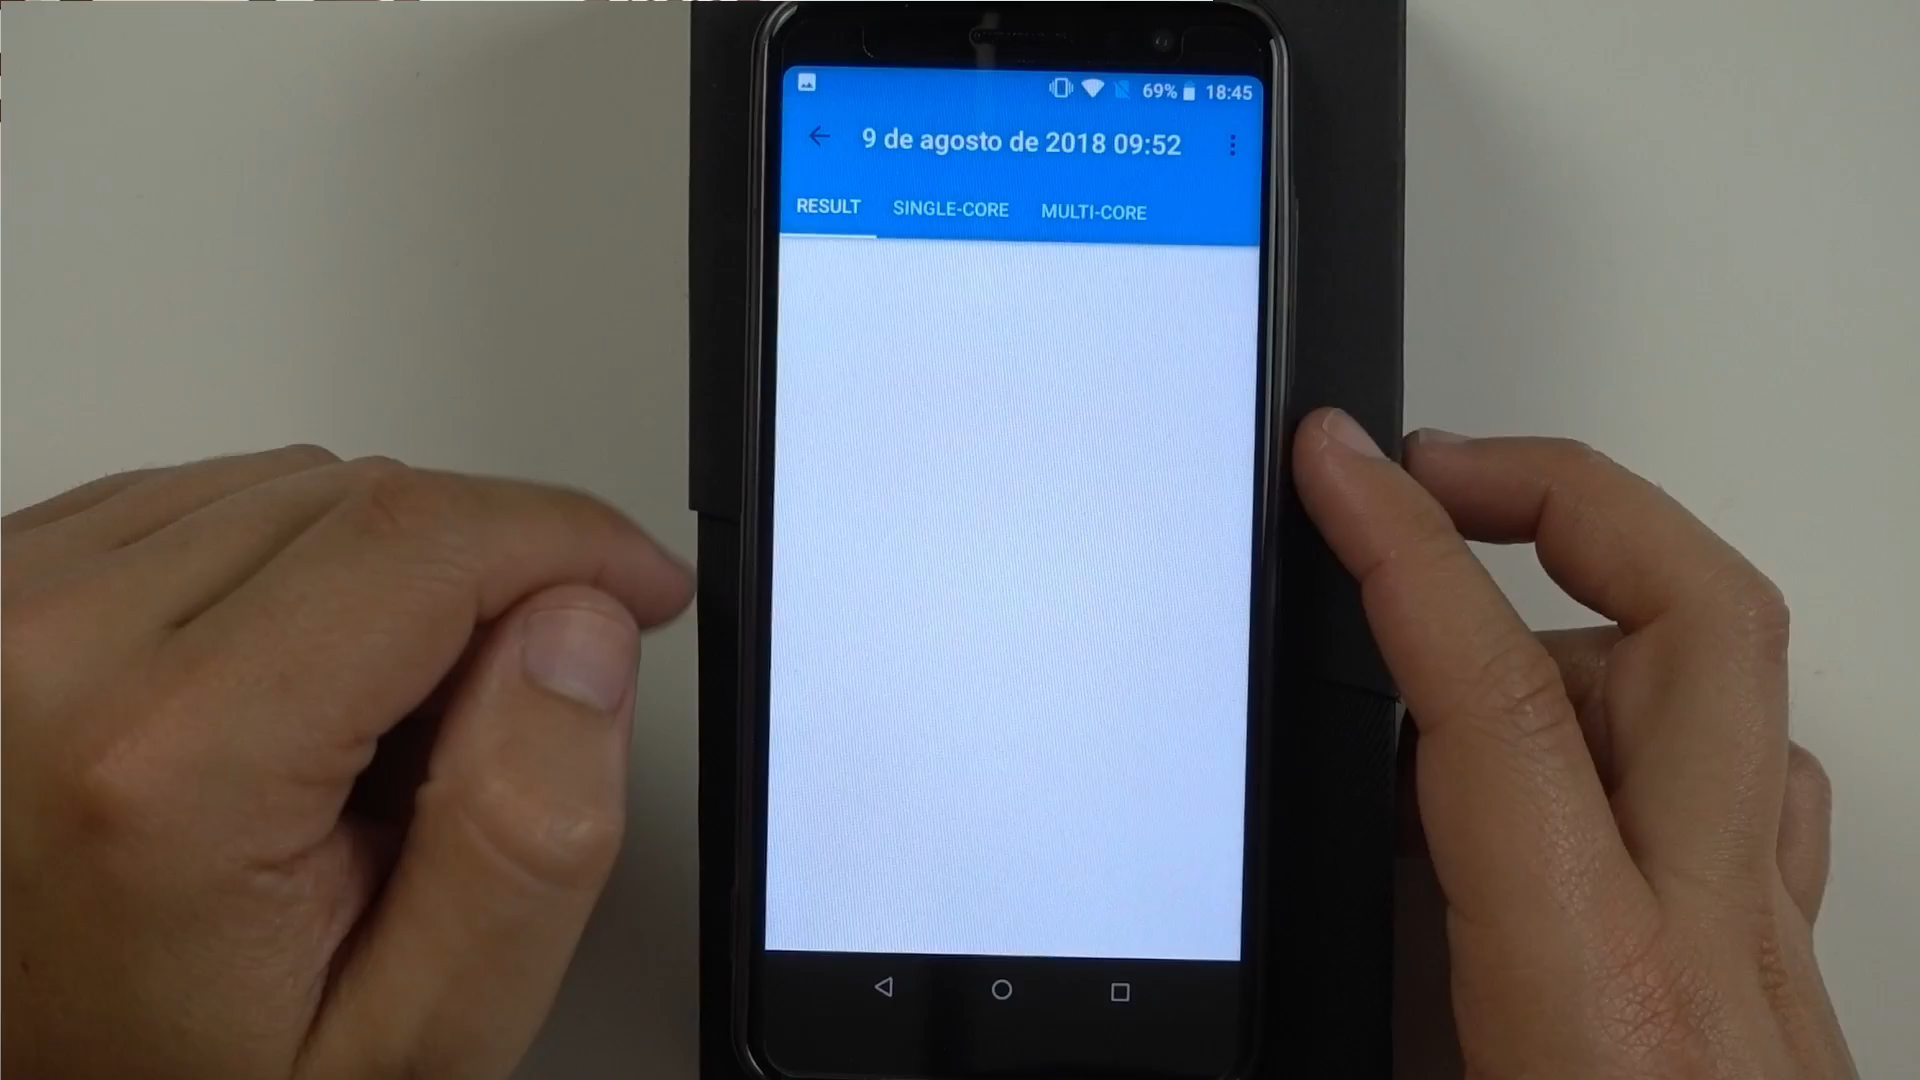 69% 18:45
9 de agosto de 2018 09:52
RESULT SINGLE-CORE MULTI-CORE